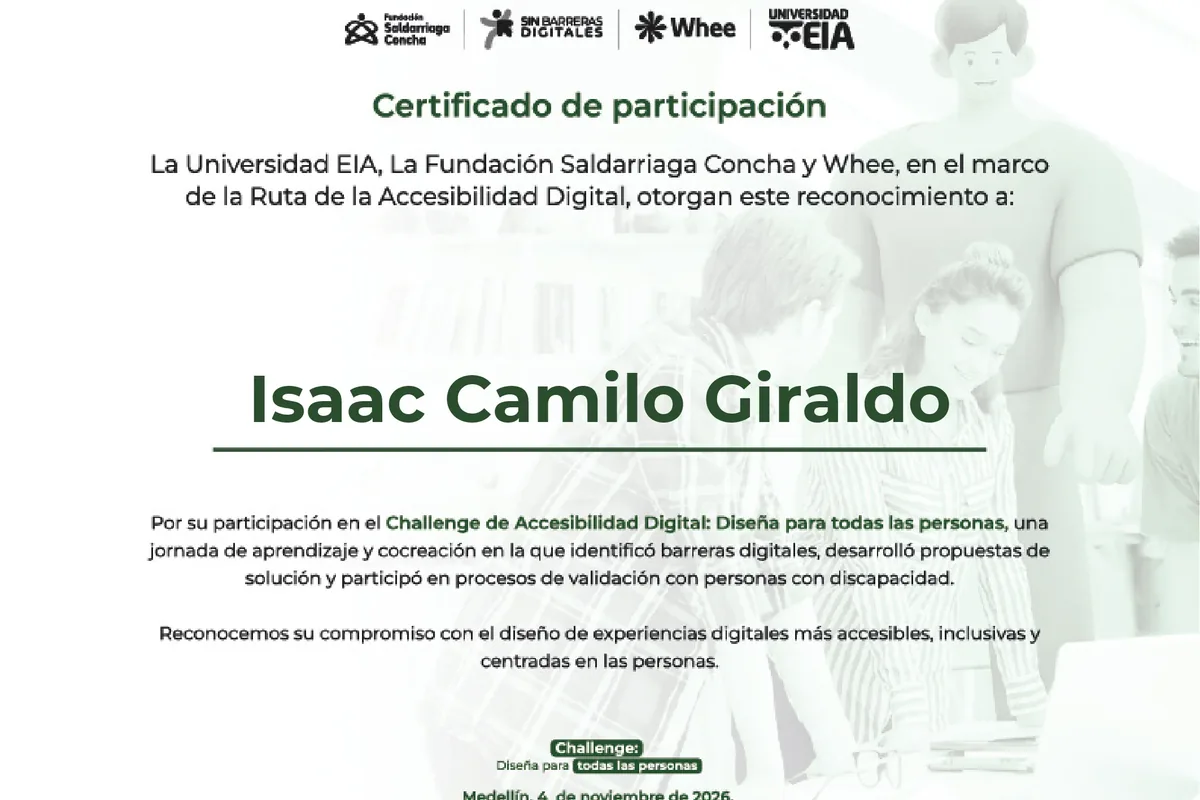 Fundación
Saldarriaga
Concha
SIN BARRERAS
DIGITALES
Whee
UNIVERSIDAD
EIA
Certificado de participación
La Universidad EIA, La Fundación Saldarriaga Concha y Whee, en el marco
de la Ruta de la Accesibilidad Digital, otorgan este reconocimiento a:
Isaac Camilo Giraldo
Por su participación en el Challenge de Accesibilidad Digital: Diseña para todas las personas, una
jornada de aprendizaje y cocreación en la que identificó barreras digitales, desarrolló propuestas de
solución y participó en procesos de validación con personas con discapacidad.
Reconocemos su compromiso con el diseño de experiencias digitales más accesibles, inclusivas y
centradas en las personas.
Challenge:
Diseña para todas las personas
Medellín, 4 de noviembre de 2026.